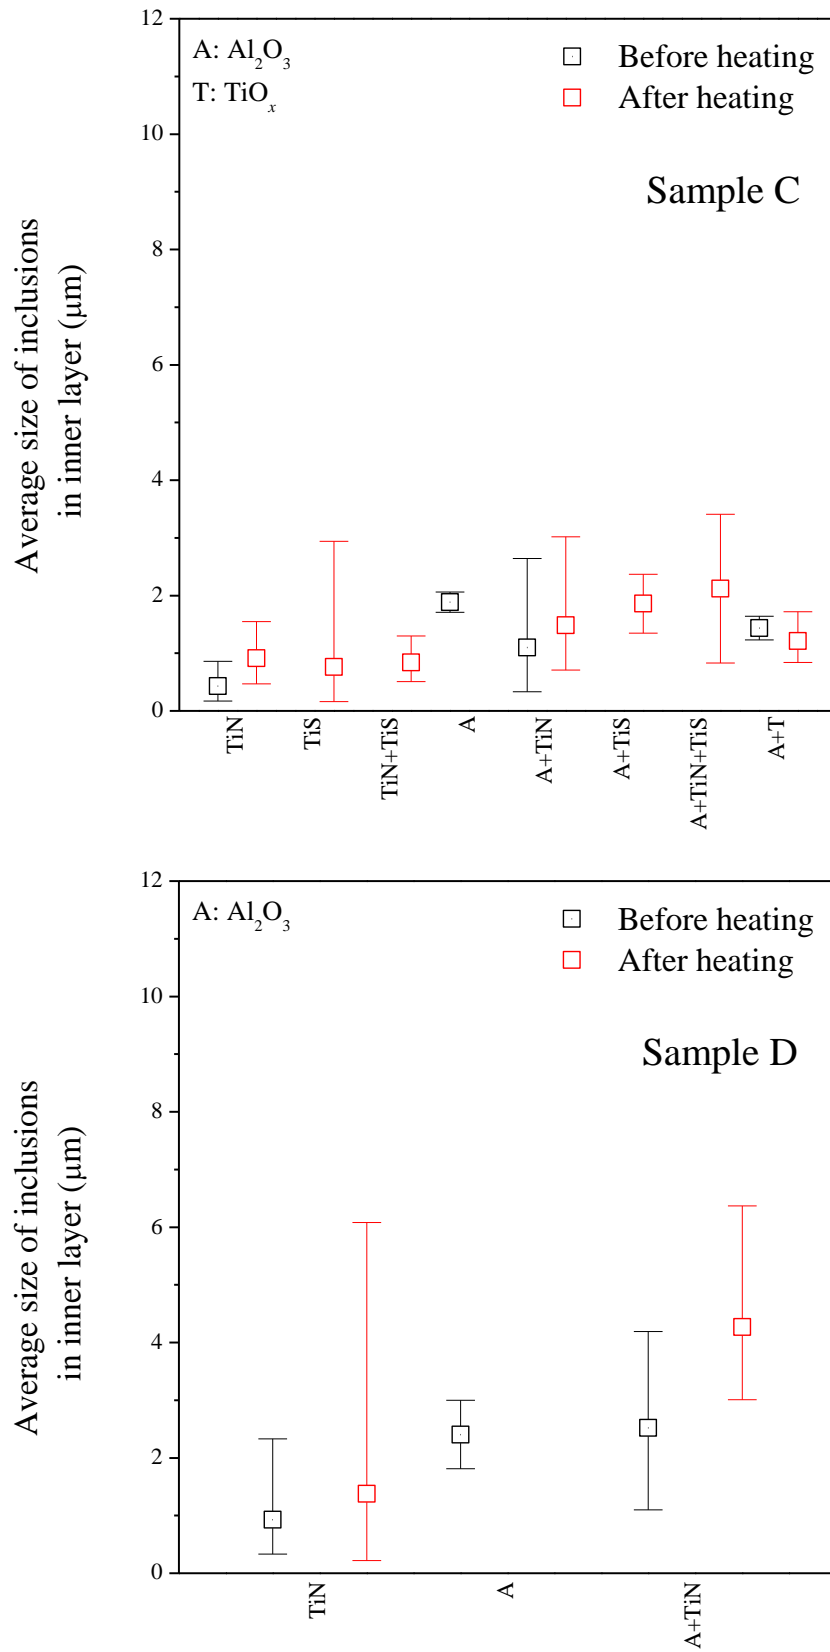 12
10
8
6
4
2
0
Average size of inclusions
in inner layer (μm)
A: Al₂O₃
T: TiOₓ
Before heating
After heating
Sample C
TiN
TiS
TiN+TiS
A
A+TiN
A+TiS
A+TiN+TiS
A+T
12
10
8
6
4
2
0
Average size of inclusions
in inner layer (μm)
A: Al₂O₃
Before heating
After heating
Sample D
TiN
A
A+TiN